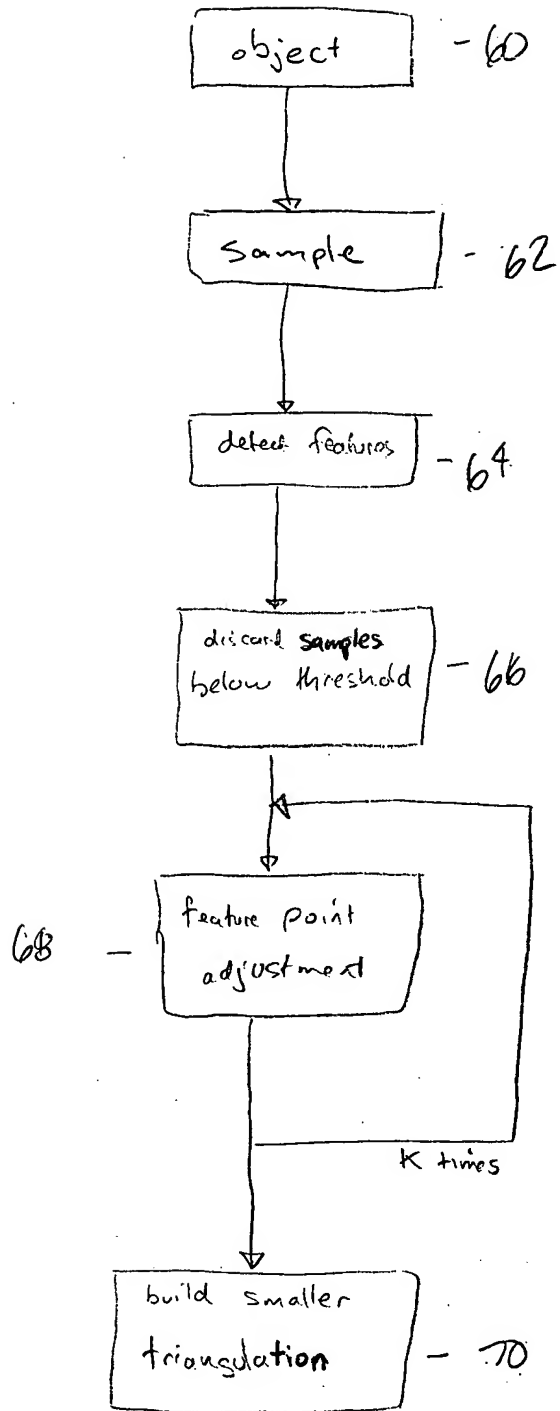 object - 60
Sample - 62
detect features - 64
discard samples
below threshold - 66
feature point
68 - adjustment
K times
build smaller
triangulation - 70